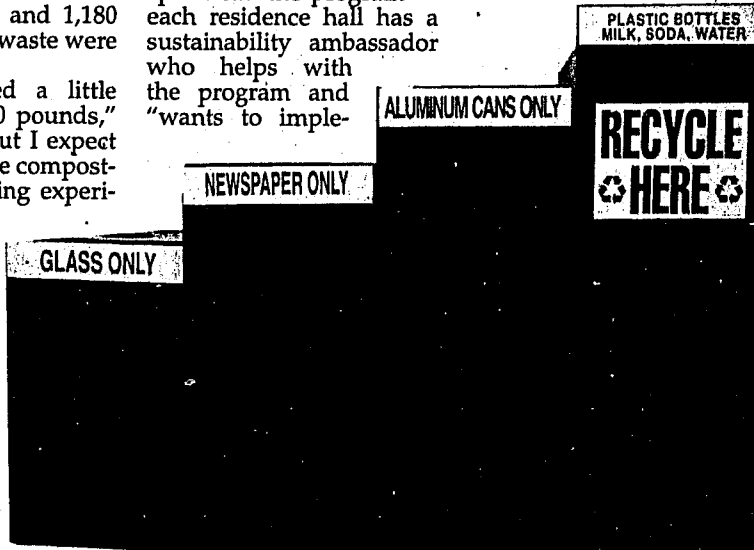 and 1,180
waste were
ed a little
0 pounds,"
ut I expect
e compost-
ing experi-
each residence hall has a
sustainability ambassador
who helps with
the program and
"wants to imple-
GLASS ONLY
NEWSPAPER ONLY
ALUMINUM CANS ONLY
PLASTIC BOTTLES
MILK, SODA, WATER
RECYCLE
HERE